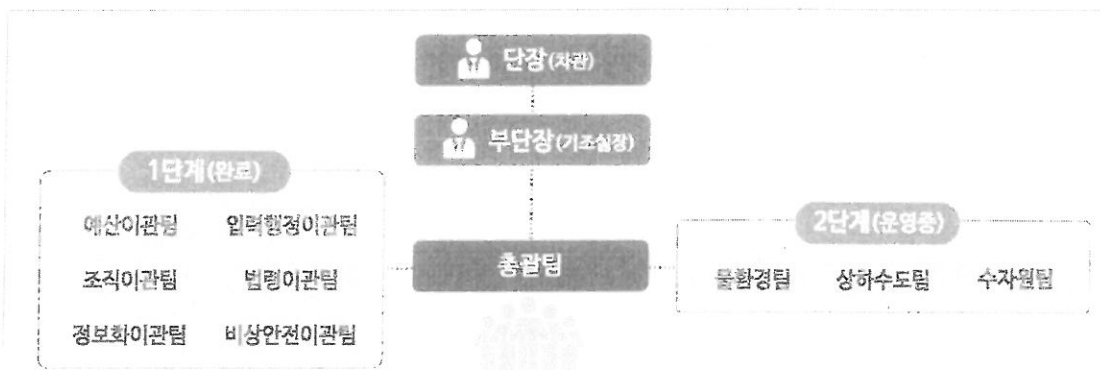 단장(차관)
부단장(기조실장)
1단계(완료)
예산이관팀 인력행정이관팀
조직이관팀 법령이관팀
정보화이관팀 비상안전이관팀
총괄팀
2단계(운영중)
물환경팀 상하수도팀 수자원팀